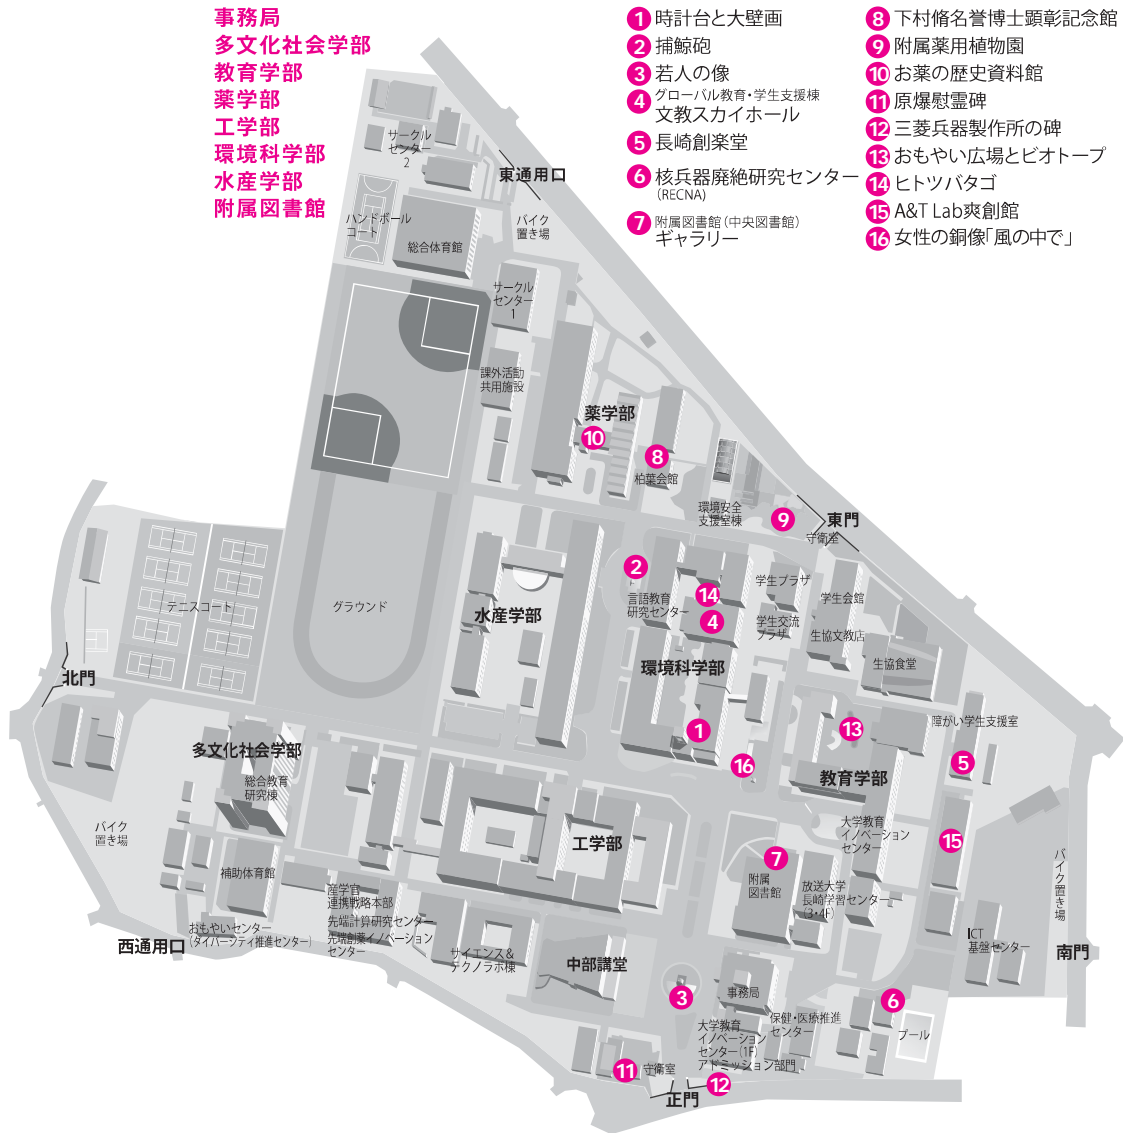 事務局
多文化社会学部
教育学部
薬学部
工学部
環境科学部
水産学部
附属図書館
1 時計台と大壁画
2 捕鯨砲
3 若人の像
4 グローバル教育・学生支援棟
文教スカイホール
5 長崎創楽堂
6 核兵器廃絶研究センター
(RECNA)
7 附属図書館(中央図書館)
ギャラリー
8 下村脩名誉博士顕彰記念館
9 附属薬用植物園
10 お薬の歴史資料館
11 原爆慰霊碑
12 三菱兵器製作所の碑
13 おもやい広場とビオトープ
14 ヒトツバタゴ
15 A&T Lab爽創館
16 女性の銅像「風の中で」
サークル
センター
2
東通用口
ハンドボール
コート
バイク
置き場
総合体育館
サークル
センター
1
課外活動
共用施設
薬学部
10
8
柏葉会館
環境安全
支援室棟
9
東門
守衛室
2
言語教育
研究センター
14
4
学生プラザ
学生交流
プラザ
学生会館
生協文教店
生協食堂
テニスコート
グラウンド
水産学部
環境科学部
北門
1
16
13
障がい学生支援室
5
多文化社会学部
総合教育
研究棟
教育学部
バイク
置き場
工学部
大学教育
イノベーション
センター
15
7
附属
図書館
放送大学
長崎学習センター
(3・4F)
バイク置き場
補助体育館
産学官
連携戦略本部
先端計算研究センター
先端創薬イノベーション
センター
おもやいセンター
(ダイバーシティ推進センター)
西通用口
サイエンス&
テクノラボ棟
中部講堂
ICT
基盤センター
南門
3
事務局
6
プール
保健・医療推進
センター
大学教育
イノベーション
センター(1F)
アドミッション部門
11
守衛室
12
正門